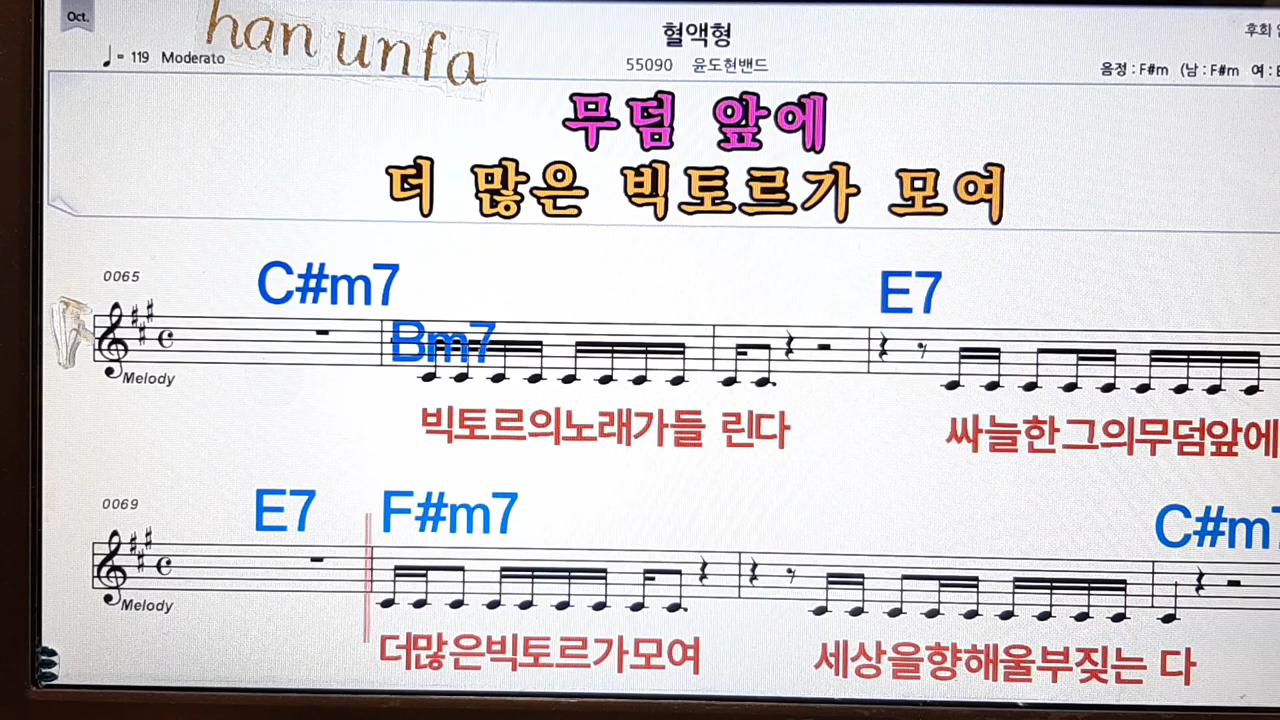 Oct.
han unfa
♩= 119 Moderato
혈액형
55090 윤도현밴드
후회
음정 : F#m (남 : F#m 여 : E
무덤 앞에
더 많은 빅토르가 모여
0065
C#m7
Bm7
E7
Melody
빅토르의노래가들 린다
싸늘한그의무덤앞에
0069
E7 F#m7
C#m7
Melody
더많은빅토르가모여
세상을향해울부짖는 다